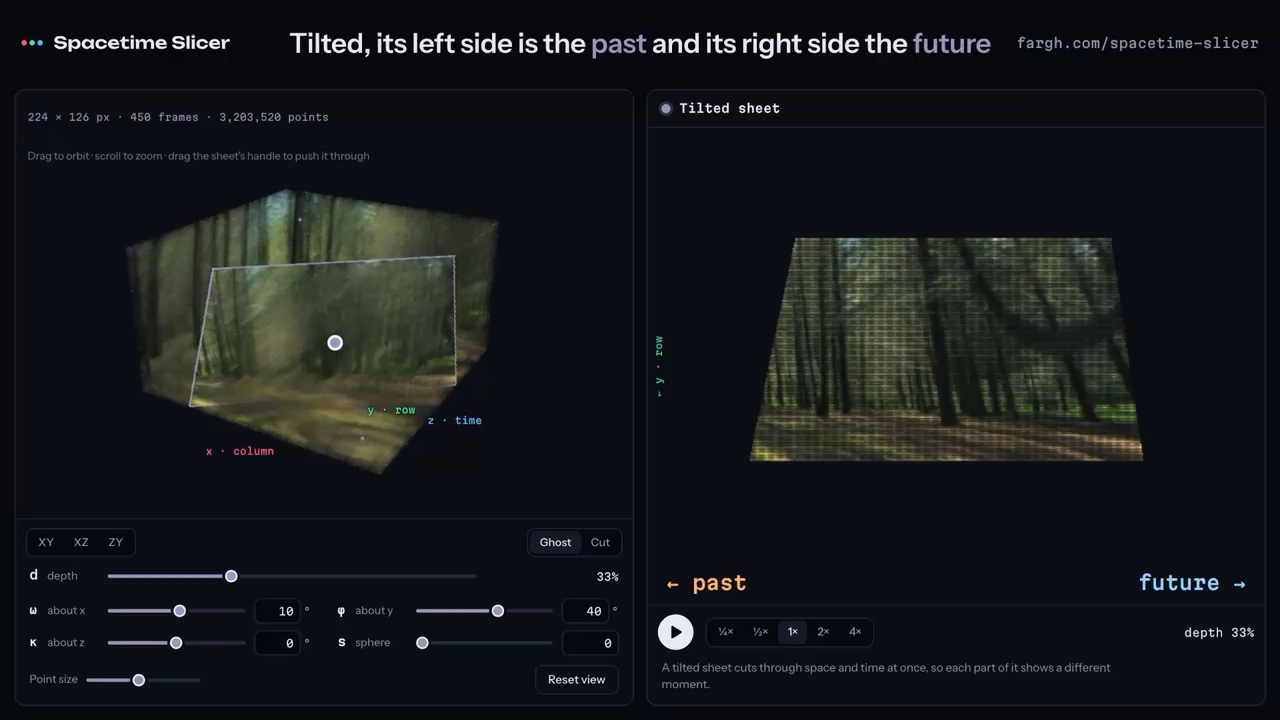 Spacetime Slicer
Tilted, its left side is the past and its right side the future
fargh.com/spacetime-slicer
224 × 126 px · 450 frames · 3,203,520 points
Drag to orbit · scroll to zoom · drag the sheet's handle to push it through
y · row
z · time
x · column
XY XZ ZY
Ghost Cut
d depth 33%
ω about x 10 °
φ about y 40 °
κ about z 0 °
s sphere 0
Point size
Reset view
Tilted sheet
← y · row
← past
future →
¼× ½× 1× 2× 4×
depth 33%
A tilted sheet cuts through space and time at once, so each part of it shows a different
moment.